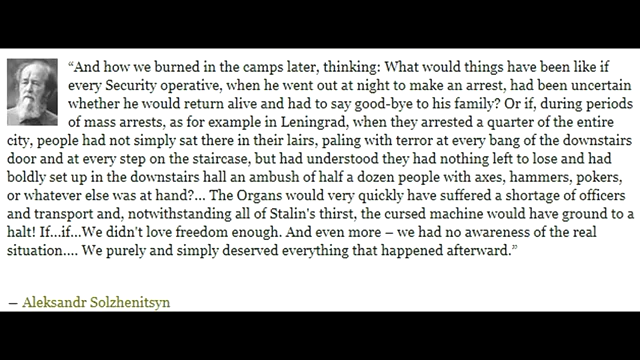 “And how we burned in the camps later, thinking: What would things have been like if
every Security operative, when he went out at night to make an arrest, had been uncertain
whether he would return alive and had to say good-bye to his family? Or if, during periods
of mass arrests, as for example in Leningrad, when they arrested a quarter of the entire
city, people had not simply sat there in their lairs, paling with terror at every bang of the downstairs
door and at every step on the staircase, but had understood they had nothing left to lose and had
boldly set up in the downstairs hall an ambush of half a dozen people with axes, hammers, pokers,
or whatever else was at hand?... The Organs would very quickly have suffered a shortage of officers
and transport and, notwithstanding all of Stalin's thirst, the cursed machine would have ground to a
halt! If...if...We didn't love freedom enough. And even more – we had no awareness of the real
situation.... We purely and simply deserved everything that happened afterward.”
― Aleksandr Solzhenitsyn